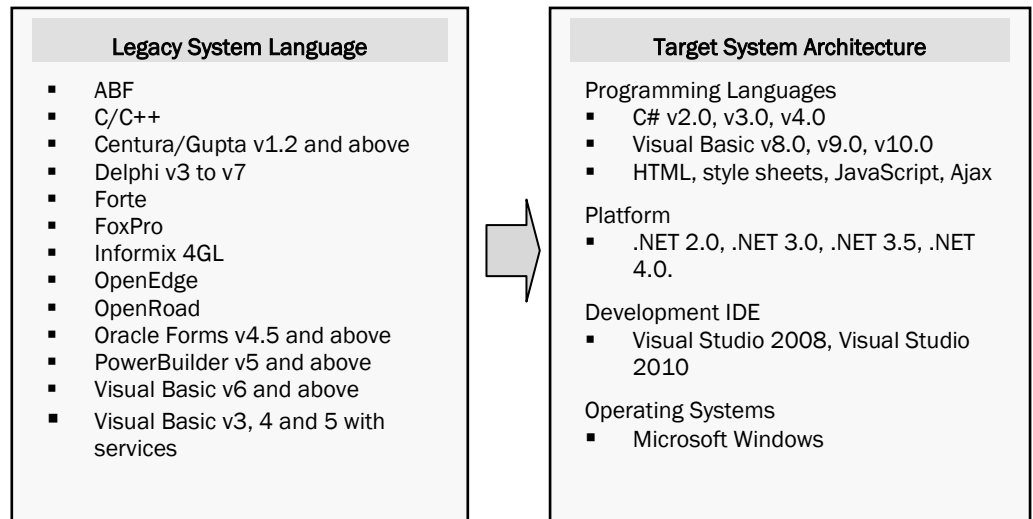 Legacy System Language
▪ ABF
▪ C/C++
▪ Centura/Gupta v1.2 and above
▪ Delphi v3 to v7
▪ Forte
▪ FoxPro
▪ Informix 4GL
▪ OpenEdge
▪ OpenRoad
▪ Oracle Forms v4.5 and above
▪ PowerBuilder v5 and above
▪ Visual Basic v6 and above
▪ Visual Basic v3, 4 and 5 with
services
Target System Architecture
Programming Languages
▪ C# v2.0, v3.0, v4.0
▪ Visual Basic v8.0, v9.0, v10.0
▪ HTML, style sheets, JavaScript, Ajax
Platform
▪ .NET 2.0, .NET 3.0, .NET 3.5, .NET
4.0.
Development IDE
▪ Visual Studio 2008, Visual Studio
2010
Operating Systems
▪ Microsoft Windows